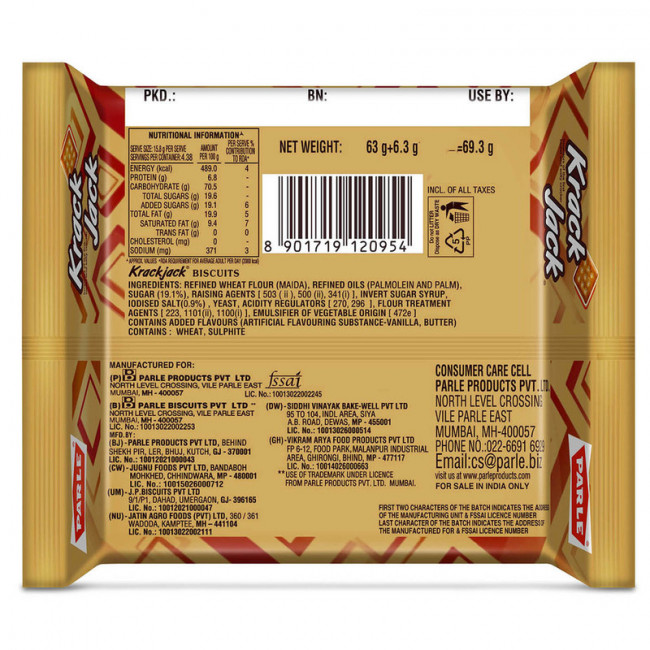 PKD.: BN: USE BY:
NUTRITIONAL INFORMATION^
SERVE SIZE: 15.8 g PER SERVE
SERVINGS PER CONTAINER: 4.38
AMOUNT
PER 100 g
PER SERVE %
CONTRIBUTION
TO RDA*
ENERGY (kcal) 489.0 4
PROTEIN (g) 6.8 -
CARBOHYDRATE (g) 70.5 -
TOTAL SUGARS (g) 19.6 -
ADDED SUGARS (g) 19.1 6
TOTAL FAT (g) 19.9 5
SATURATED FAT (g) 9.4 7
TRANS FAT (g) 0 0
CHOLESTEROL (mg) 0 -
SODIUM (mg) 371 3
NET WEIGHT: 63 g+6.3 g =69.3 g
8 901719 120954
INCL. OF ALL TAXES
Do not LITTER
Dispose as DRY WASTE
5
PP
Krackjack® BISCUITS
INGREDIENTS: REFINED WHEAT FLOUR (MAIDA), REFINED OILS (PALMOLEIN AND PALM),
SUGAR (19.1%), RAISING AGENTS [ 503 ( ii ), 500 (ii), 341(i) ], INVERT SUGAR SYRUP,
IODISED SALT(0.9%) , YEAST, ACIDITY REGULATORS [ 270, 296 ], FLOUR TREATMENT
AGENTS [ 223, 1101(ii), 1100(i) ], EMULSIFIER OF VEGETABLE ORIGIN [ 472e ]
CONTAINS ADDED FLAVOURS (ARTIFICIAL FLAVOURING SUBSTANCE-VANILLA, BUTTER)
CONTAINS : WHEAT, SULPHITE
MANUFACTURED FOR:
(P) PARLE PRODUCTS PVT LTD
NORTH LEVEL CROSSING, VILE PARLE EAST
MUMBAI, MH - 400057
fssai
LIC. No.: 10013022002245
(B) PARLE BISCUITS PVT LTD **
NORTH LEVEL CROSSING, VILE PARLE EAST
MUMBAI, MH - 400057
LIC. No.: 10013022002253
MFD. BY.:
(BJ)- PARLE PRODUCTS PVT LTD, BEHIND
SHEKH PIR, LER, BHUJ, KUTCH, GJ - 370001
LIC. No.: 10012021000043
(CW)- JUGNU FOODS PVT LTD, BANDABOH
MOHKHED, CHHINDWARA, MP - 480001
LIC. No.: 10015026000712
(UM)- J.P.BISCUITS PVT LTD
9/1/P1, DAHAD, UMERGAON, GJ- 396165
LIC. No.: 10012021000047
(NU)- JATIN AGRO FOODS (PVT) LTD, 360 / 361
WADODA, KAMPTEE, MH – 441104
LIC. No.: 10013022002111
(DW)- SIDDHI VINAYAK BAKE-WELL PVT LTD
95 TO 104, INDL AREA, SIYA
A.B. ROAD, DEWAS, MP - 455001
LIC. No.: 10013026000514
(GH)- VIKRAM ARYA FOOD PRODUCTS PVT LTD
FP 6-12, FOOD PARK, MALANPUR INDUSTRIAL
AREA, GHIRONGI, BHIND, MP - 477117
LIC. No.: 10014026000663
**USE OF TRADEMARK UNDER LICENCE
FROM PARLE PRODUCTS PVT LTD. MUMBAI.
CONSUMER CARE CELL
PARLE PRODUCTS PVT. LTD
NORTH LEVEL CROSSING
VILE PARLE EAST
MUMBAI, MH-400057
PHONE NO.:022-6691
Email:cs@parle.biz
visit us at www.parleproducts.com
FOR SALE IN INDIA ONLY
FIRST TWO CHARACTERS OF THE BATCH INDICATES THE
OF THE MANUFACTURING UNIT & FSSAI LICENCE NUMBER
LAST CHARACTER OF THE BATCH INDICATES THE ADDRESS OF
THE MANUFACTURED FOR & FSSAI LICENCE NUMBER
Krack
Jack
PARLE
Krack
Jack
PARLE